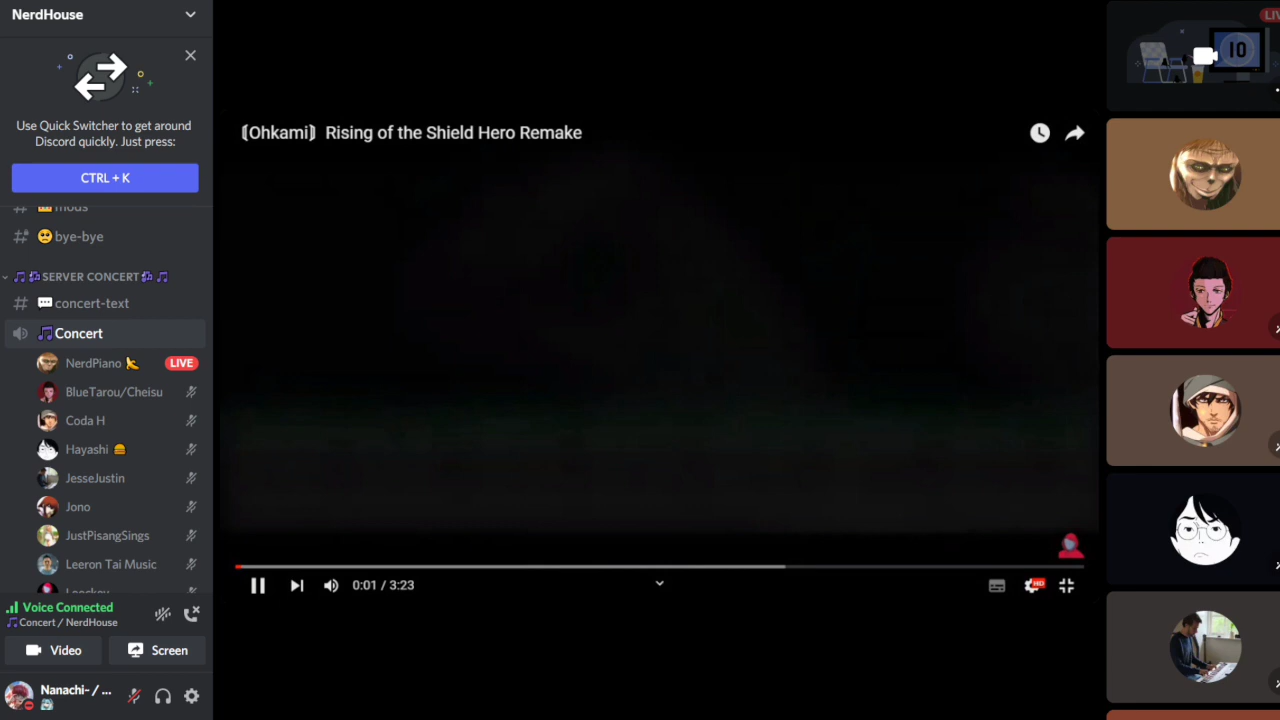 NerdHouse
Use Quick Switcher to get around
Discord quickly. Just press:
CTRL + K
mods
bye-bye
SERVER CONCERT
concert-text
Concert
NerdPiano LIVE
BlueTarou/Cheisu
Coda H
Hayashi
JesseJustin
Jono
JustPisangSings
Leeron Tai Music
Voice Connected
Concert / NerdHouse
Video Screen
Nanachi- / ...
〘Ohkami〙 Rising of the Shield Hero Remake
0:01 / 3:23
HD
10